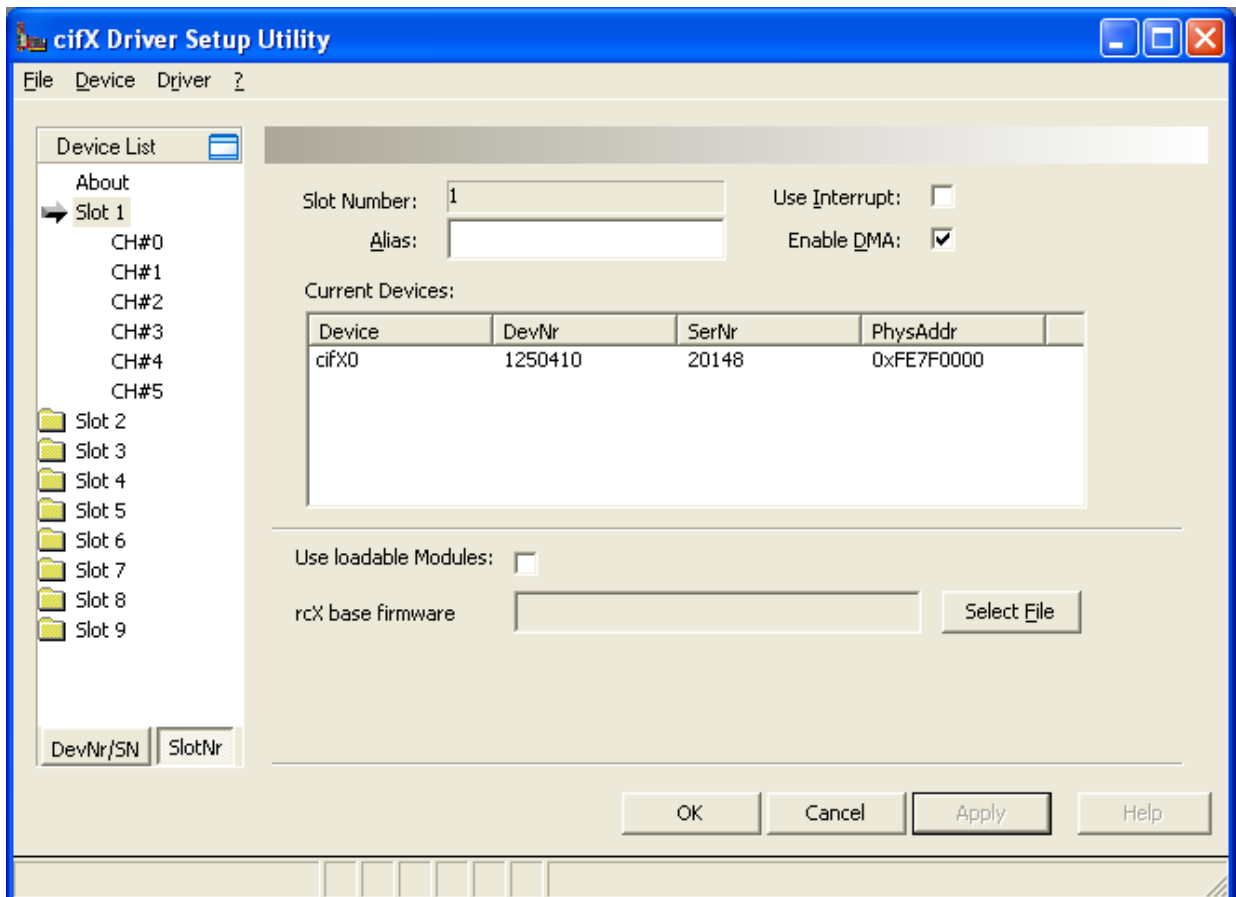 cifX Driver Setup Utility
File Device Driver ?
Device List
About
Slot 1
CH#0
CH#1
CH#2
CH#3
CH#4
CH#5
Slot 2
Slot 3
Slot 4
Slot 5
Slot 6
Slot 7
Slot 8
Slot 9
DevNr/SN SlotNr
Slot Number: 1 Use Interrupt:
Alias: Enable DMA:
Current Devices:
Device DevNr SerNr PhysAddr
cifX0 1250410 20148 0xFE7F0000
Use loadable Modules:
rcX base firmware Select File
OK Cancel Apply Help